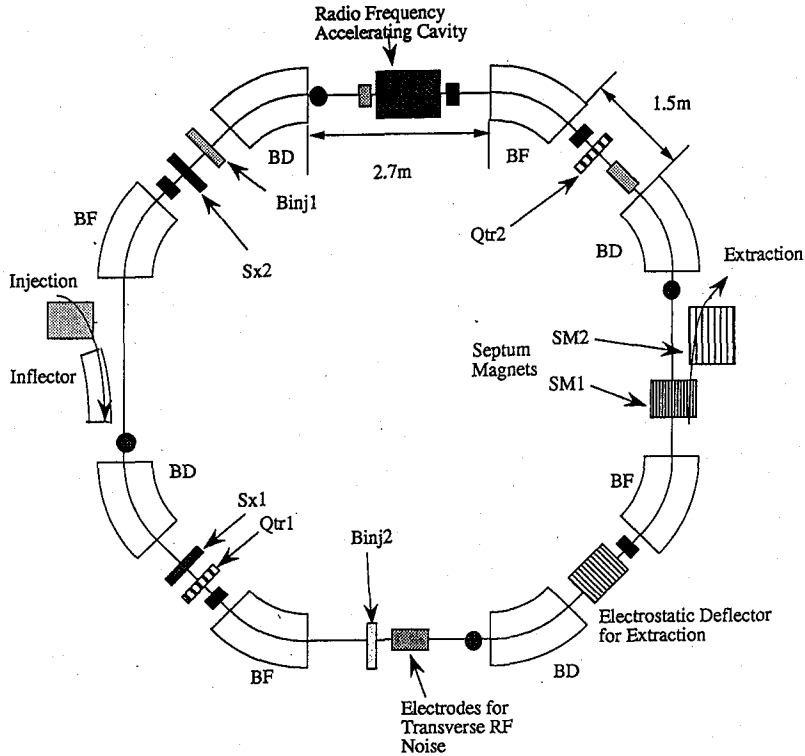 Radio Frequency
Accelerating Cavity
1.5m
BD
2.7m
BF
Binj1
BF
Qtr2
Sx2
BD
Injection
Extraction
SM2
Septum
Magnets
Inflector
SM1
BD
BF
Sx1
Qtr1
Binj2
Electrostatic Deflector
for Extraction
BF
BD
Electrodes for
Transverse RF
Noise